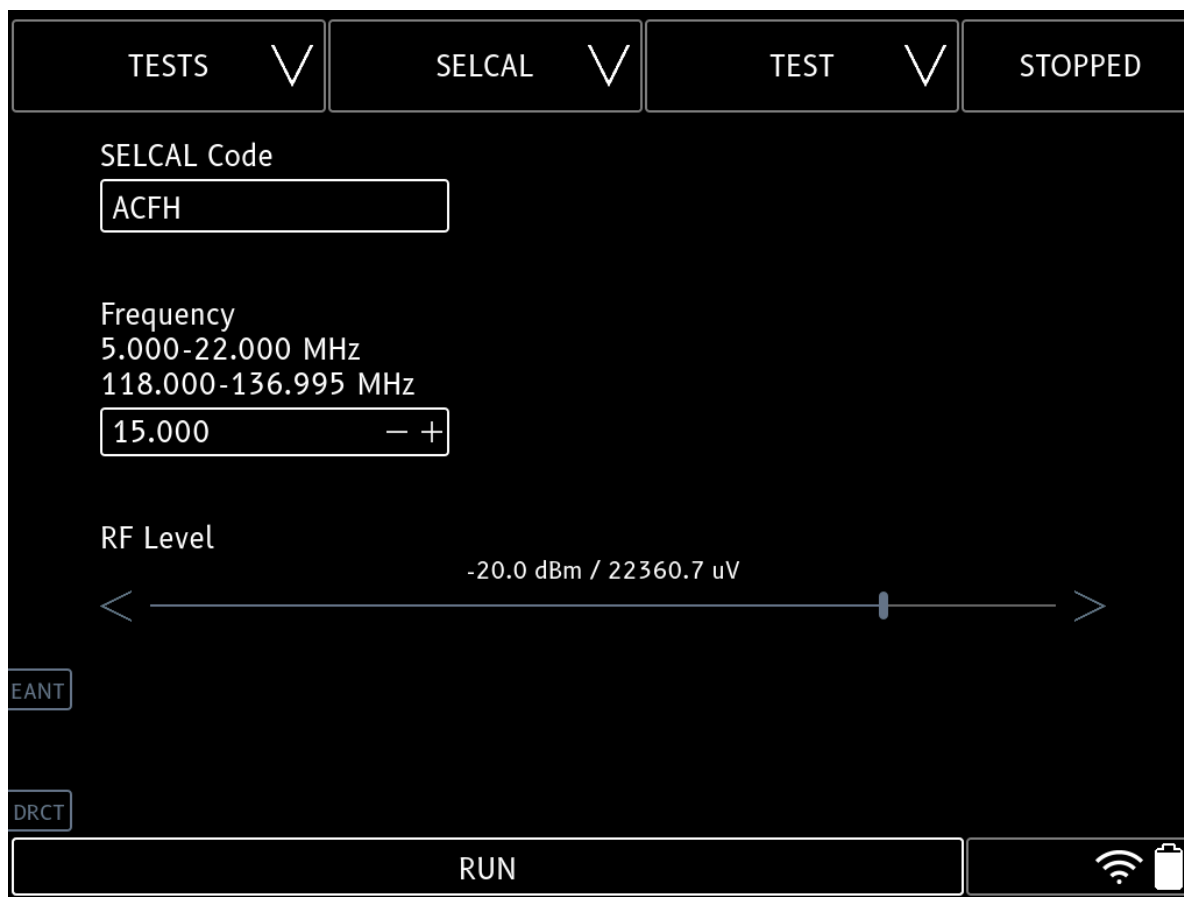 TESTS
SELCAL
TEST
STOPPED
SELCAL Code
ACFH
Frequency
5.000-22.000 MHz
118.000-136.995 MHz
15.000 − +
RF Level
-20.0 dBm / 22360.7 uV
EANT
DRCT
RUN